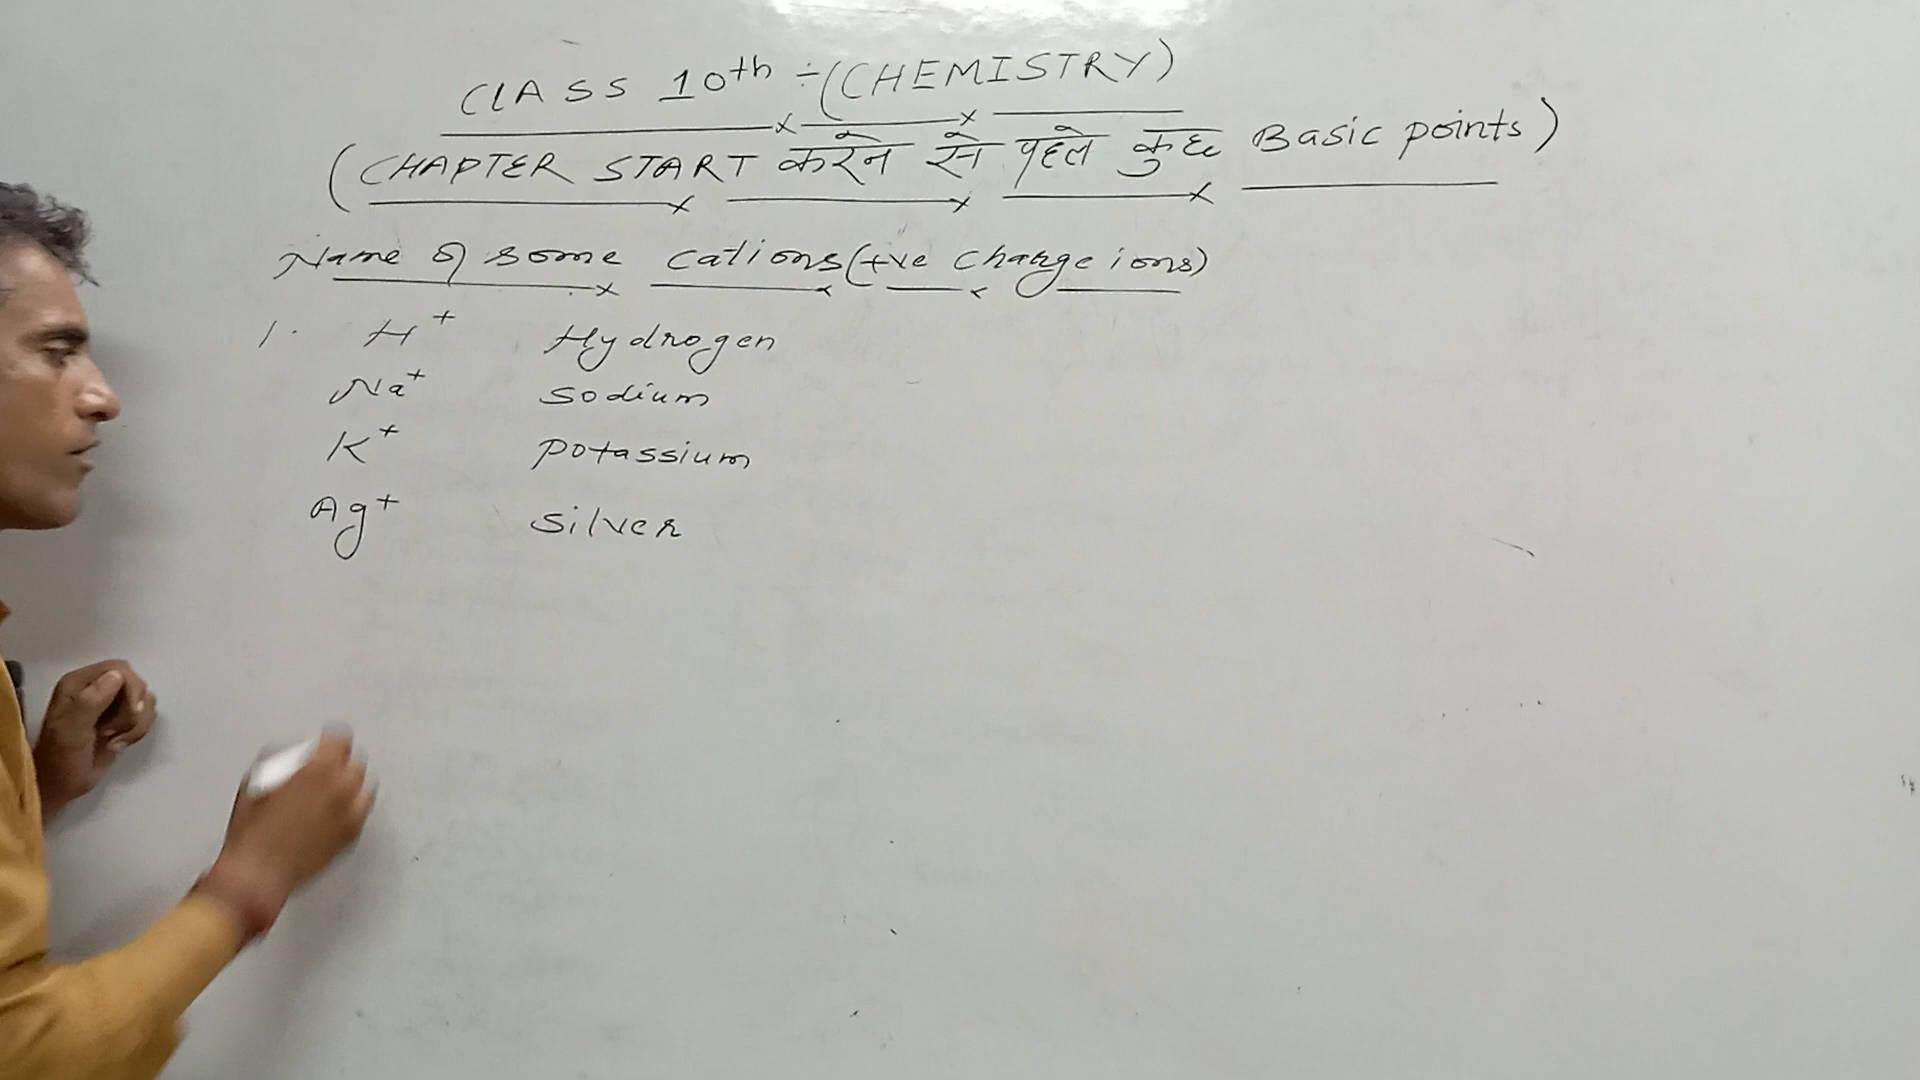 CLASS 10th ÷ (CHEMISTRY)
(CHAPTER START करने से पहले कुछ Basic points)
Name of some cations (+ve charge ions)
1. H⁺ Hydrogen
Na⁺ sodium
K⁺ potassium
Ag⁺ silver